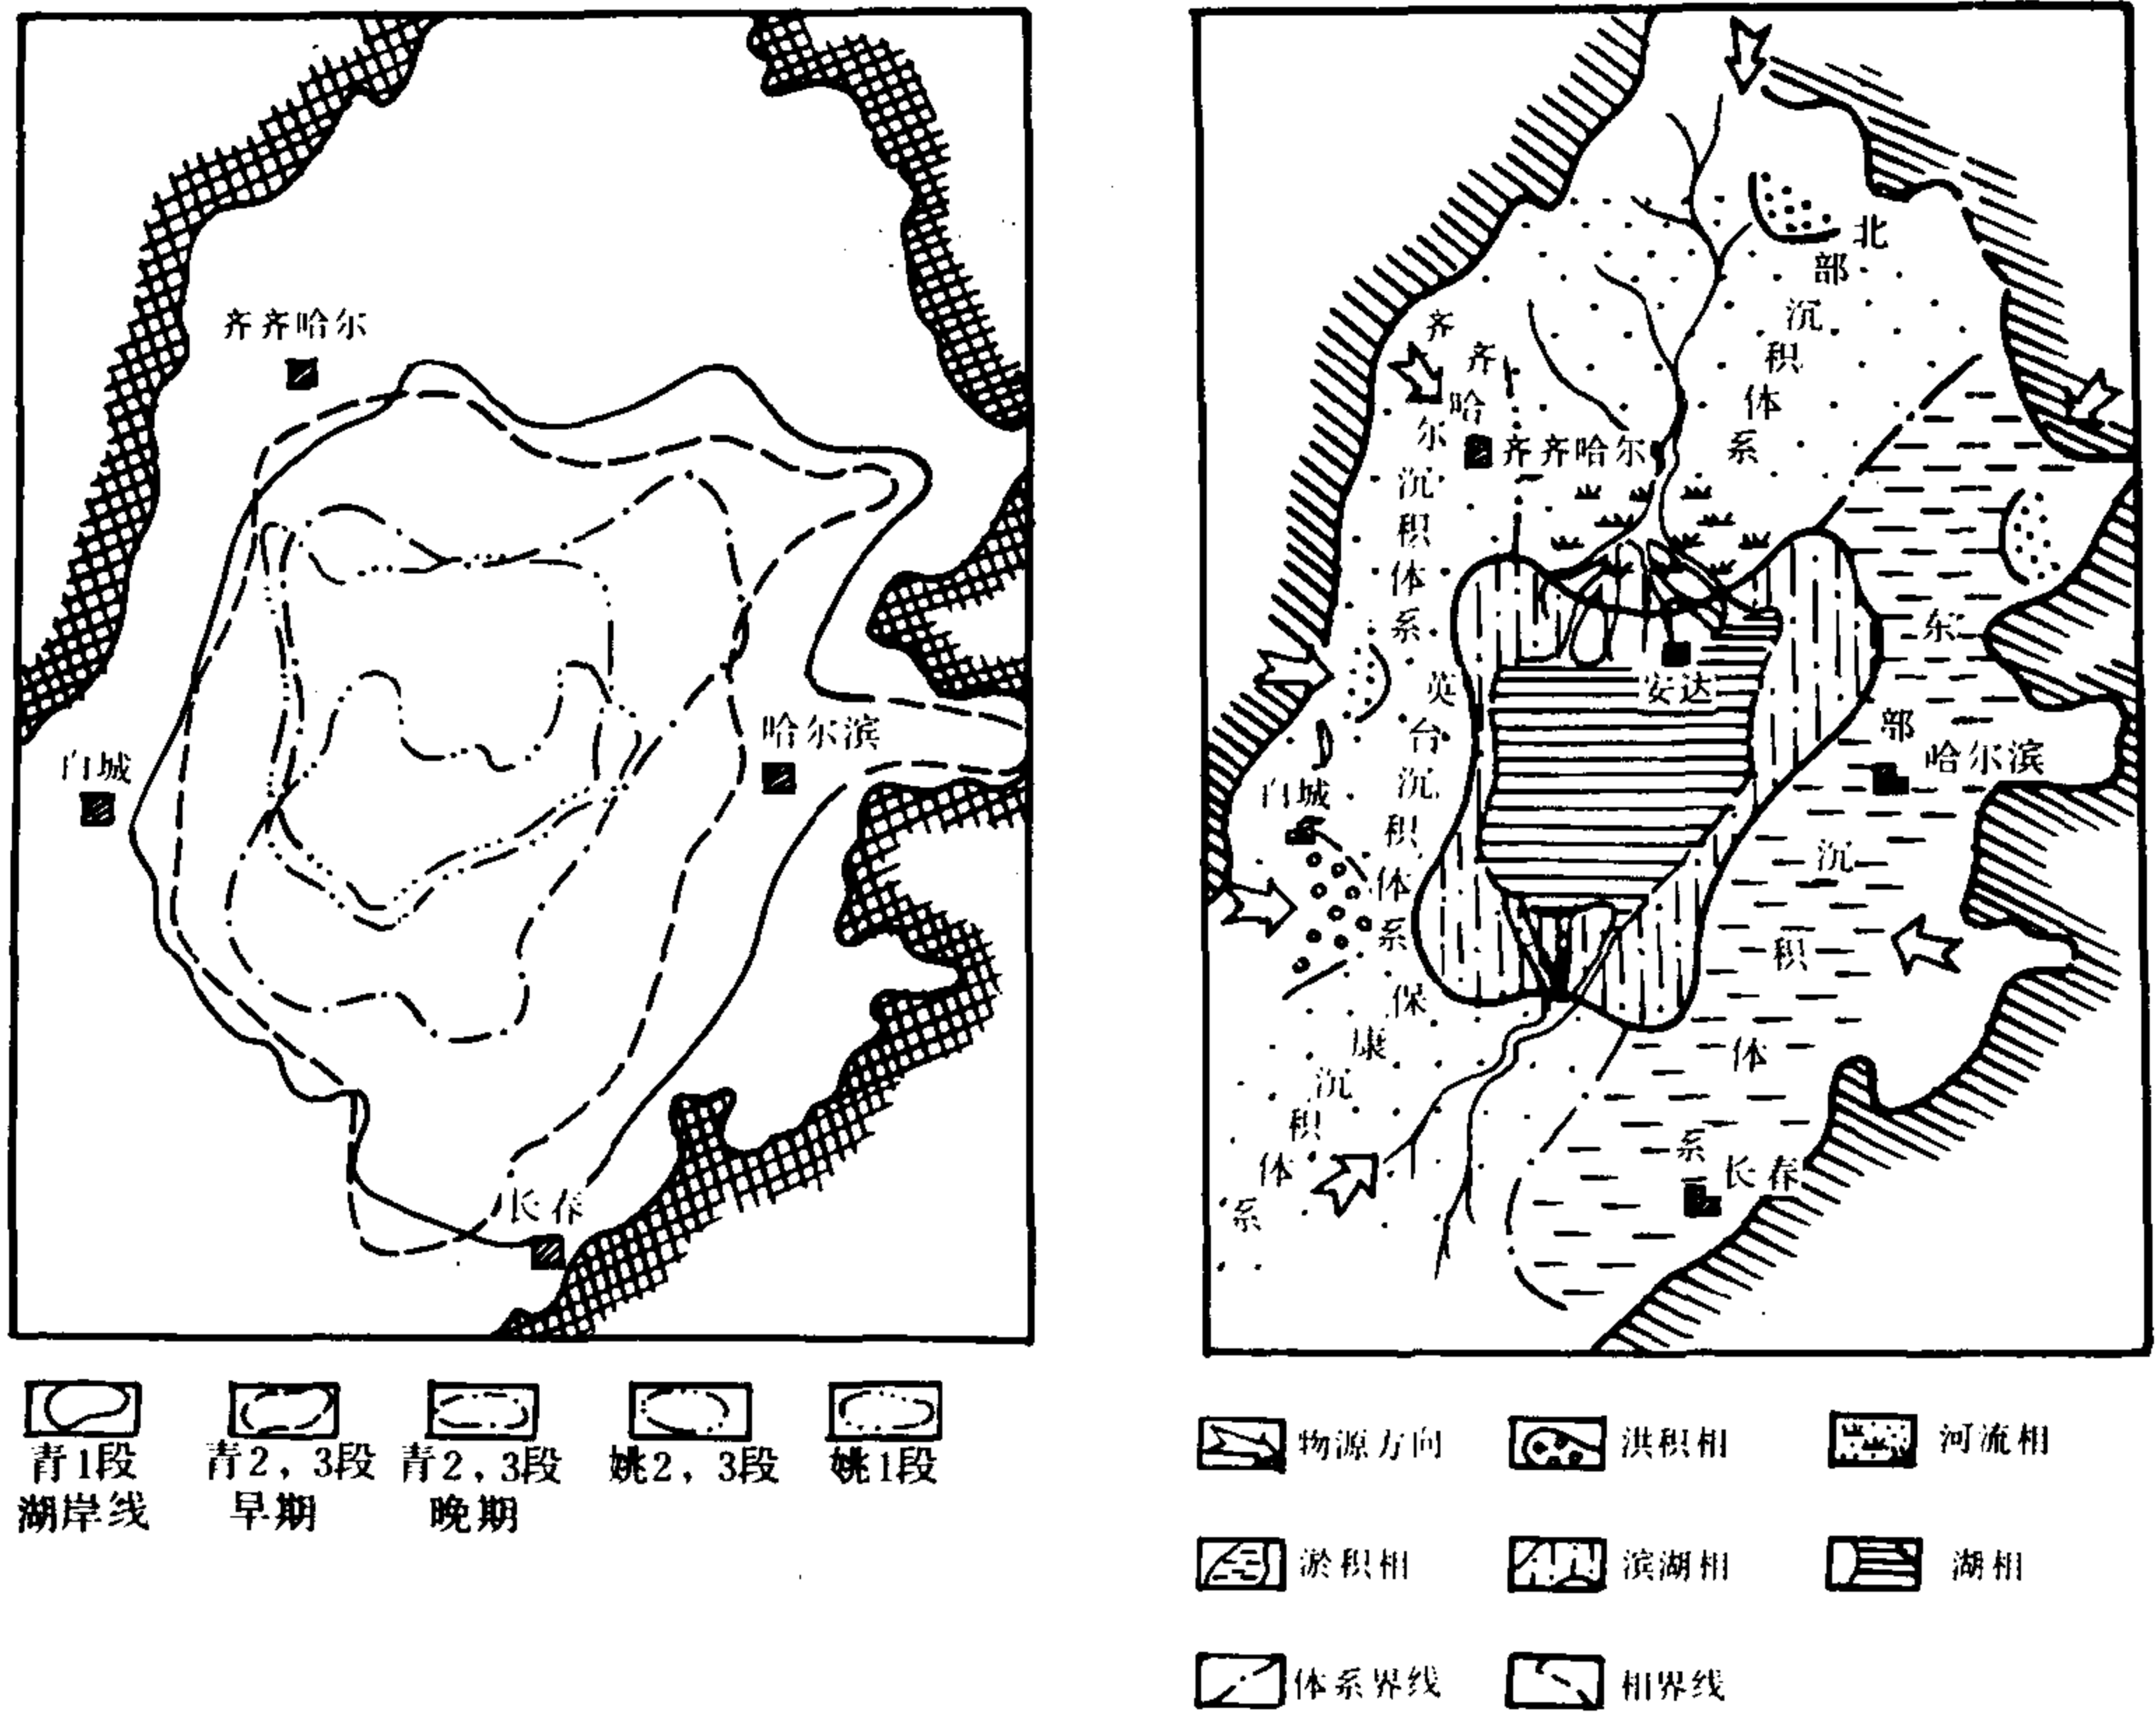 齐齐哈尔
白城
哈尔滨
长春
青1段
湖岸线
青2，3段
早期
青2，3段
晚期
姚2，3段
姚1段
北部沉积体系
齐齐哈尔沉积体系
齐齐哈尔
英台沉积体系
安达
东部沉积体系
哈尔滨
白城
保康沉积体系
长春
物源方向
洪积相
河流相
淤积相
滨湖相
湖相
体系界线
相界线